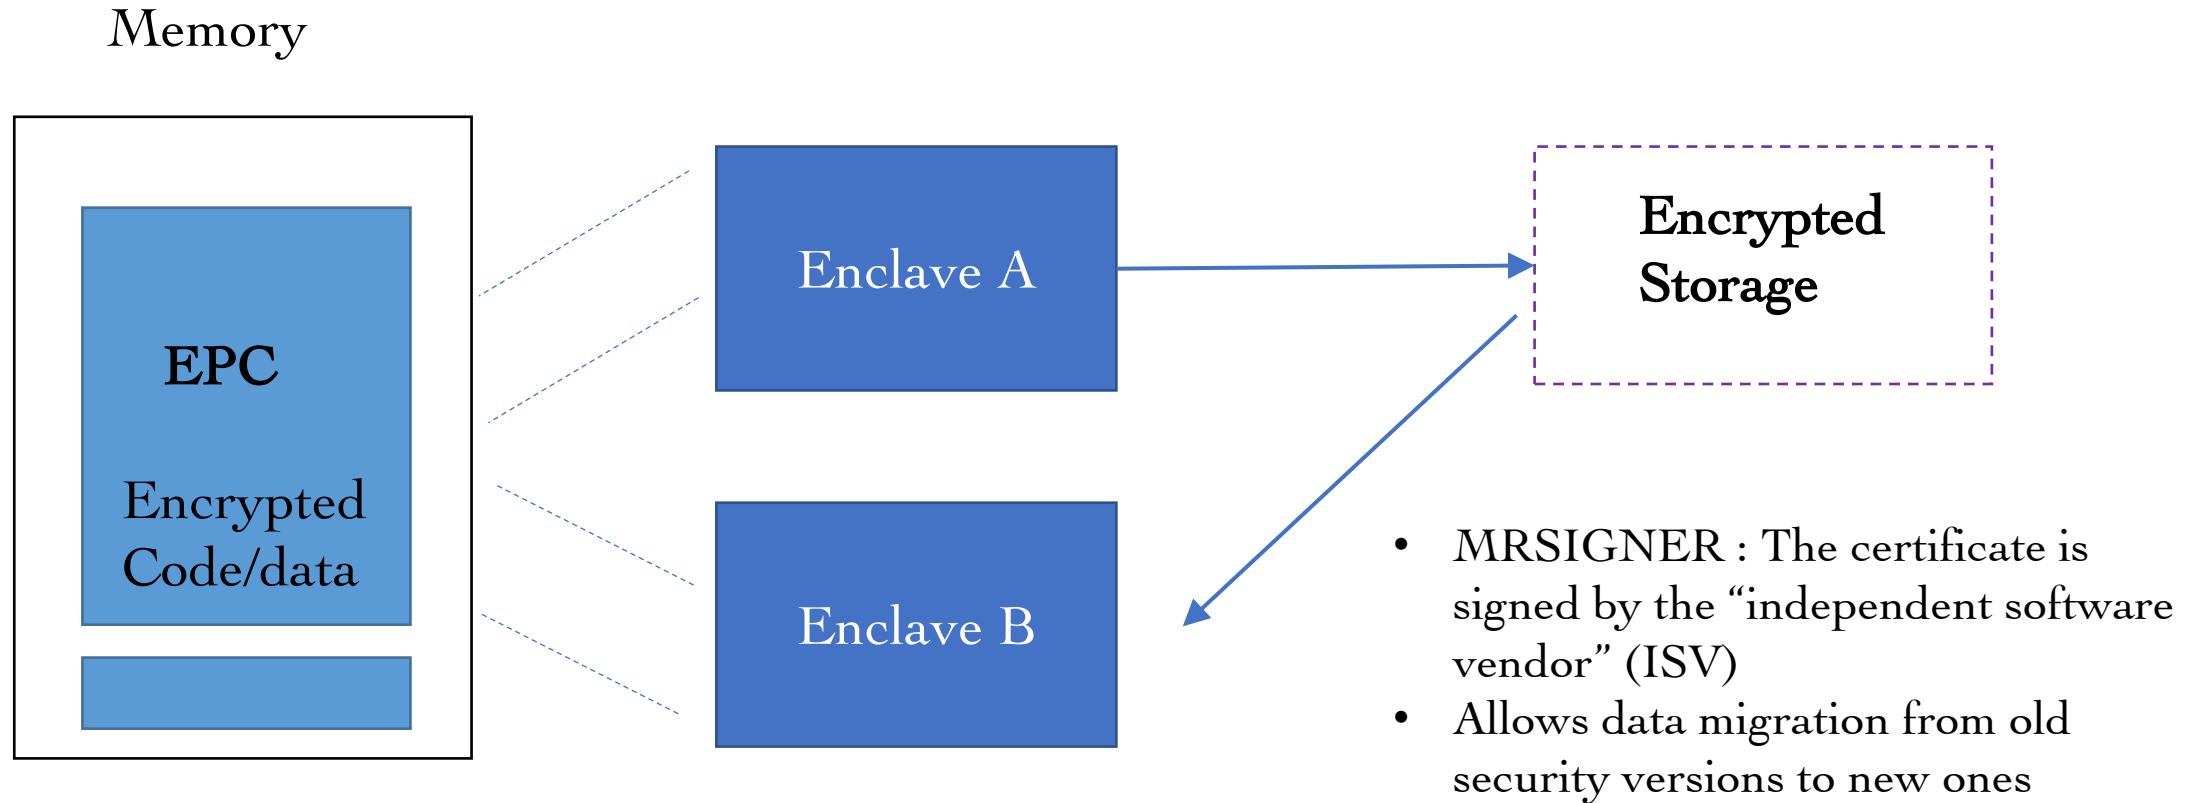 Memory
EPC
Encrypted
Code/data
Enclave A
Enclave B
Encrypted
Storage
• MRSIGNER : The certificate is
signed by the “independent software
vendor” (ISV)
• Allows data migration from old
security versions to new ones